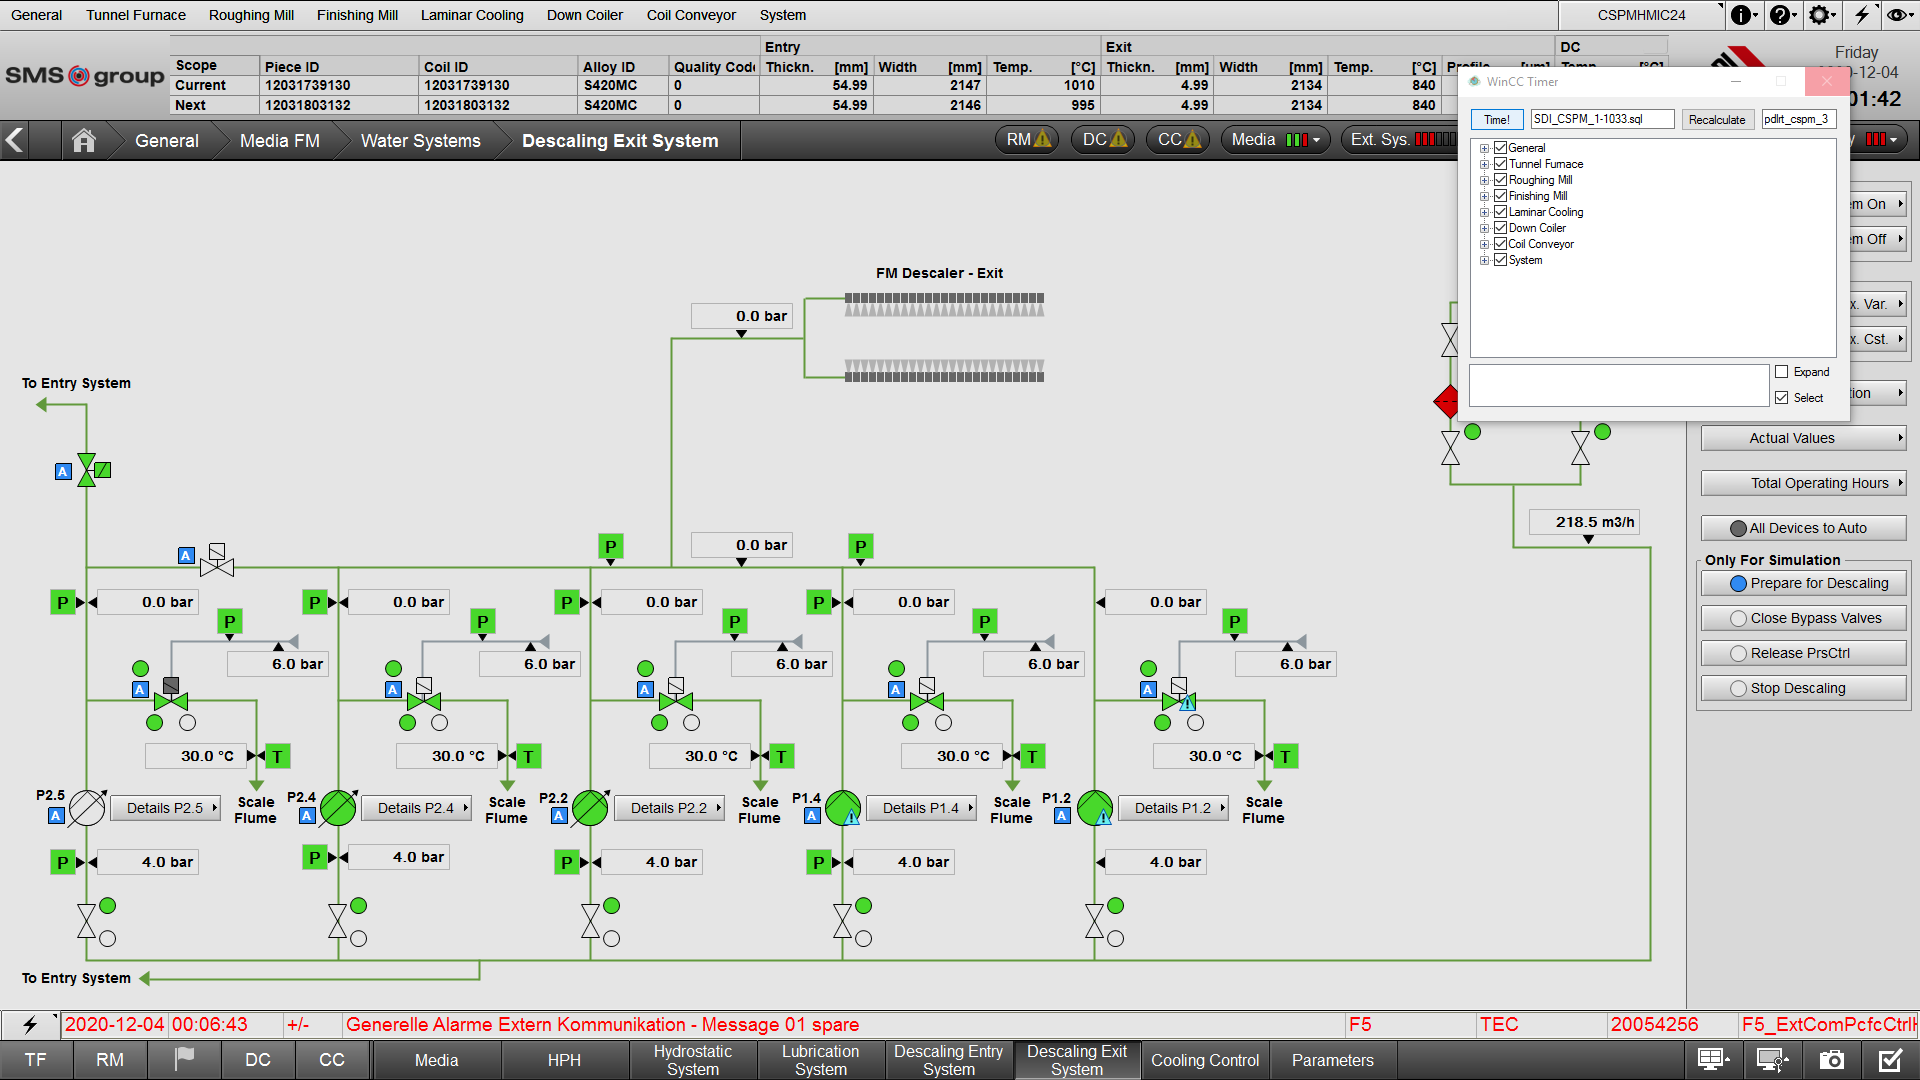 General Tunnel Furnace Roughing Mill Finishing Mill Laminar Cooling Down Coiler Coil Conveyor System CSPMHMIC24
SMS group
Entry Exit DC
Scope Piece ID Coil ID Alloy ID Quality Code Thickn. [mm] Width [mm] Temp. [°C] Thickn. [mm] Width [mm] Temp. [°C]
Current 12031739130 12031739130 S420MC 0 54.99 2147 1010 4.99 2134 840
Next 12031803132 12031803132 S420MC 0 54.99 2146 995 4.99 2134 840
Friday
-12-04
01:42
General Media FM Water Systems Descaling Exit System RM DC CC Media Ext. Sys.
WinCC Timer
Time! SDI_CSPM_1-1033.sql Recalculate pdlrt_cspm_3
General
Tunnel Furnace
Roughing Mill
Finishing Mill
Laminar Cooling
Down Coiler
Coil Conveyor
System
Expand
Select
em On
em Off
x. Var.
x. Cst.
tion
Actual Values
Total Operating Hours
All Devices to Auto
Only For Simulation
Prepare for Descaling
Close Bypass Valves
Release PrsCtrl
Stop Descaling
FM Descaler - Exit
0.0 bar
To Entry System
A
218.5 m3/h
P 0.0 bar P
A
P 0.0 bar P 0.0 bar P 0.0 bar P 0.0 bar 0.0 bar
P P P P P
6.0 bar 6.0 bar 6.0 bar 6.0 bar 6.0 bar
A A A A A
30.0 °C T 30.0 °C T 30.0 °C T 30.0 °C T 30.0 °C T
P2.5 A Details P2.5 Scale Flume
P2.4 A Details P2.4 Scale Flume
P2.2 A Details P2.2 Scale Flume
P1.4 A Details P1.4 Scale Flume
P1.2 A Details P1.2 Scale Flume
P 4.0 bar P 4.0 bar P 4.0 bar P 4.0 bar 4.0 bar
To Entry System
2020-12-04 00:06:43 +/- Generelle Alarme Extern Kommunikation - Message 01 spare F5 TEC 20054256 F5_ExtComPcfcCtrl
TF RM DC CC Media HPH Hydrostatic System Lubrication System Descaling Entry System Descaling Exit System Cooling Control Parameters